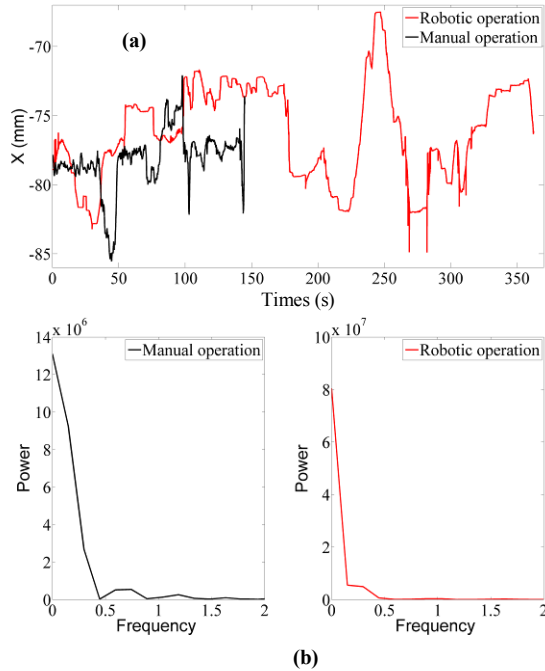 (a)
Robotic operation
Manual operation
-70
-75
-80
-85
X (mm)
0 50 100 150 200 250 300 350
Times (s)
x 10^6
14
12
10
8
6
4
2
0
Power
Manual operation
0 0.5 1 1.5 2
Frequency
x 10^7
10
8
6
4
2
0
Power
Robotic operation
0 0.5 1 1.5 2
Frequency
(b)